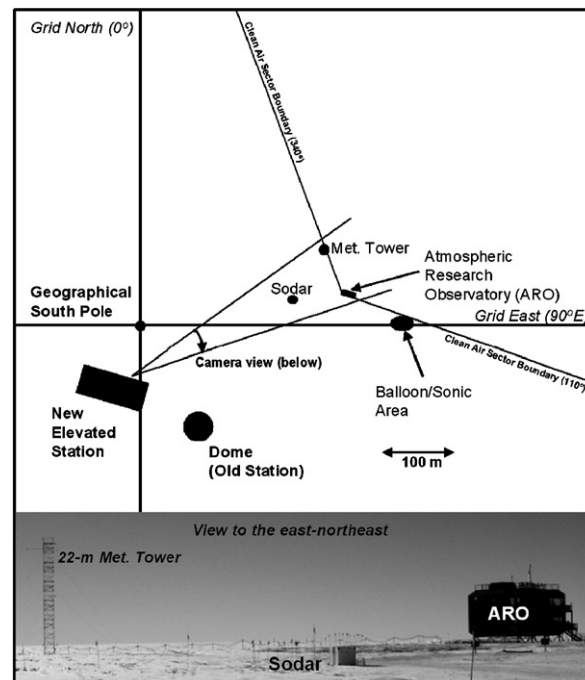 Grid North (0°)
Clean Air Sector Boundary (340°)
Met. Tower
Atmospheric
Research
Observatory (ARO)
Sodar
Geographical
South Pole
Grid East (90°E)
Camera view (below)
Clean Air Sector Boundary (110°)
Balloon/Sonic
Area
New
Elevated
Station
Dome
(Old Station)
100 m
View to the east-northeast
22-m Met. Tower
ARO
Sodar